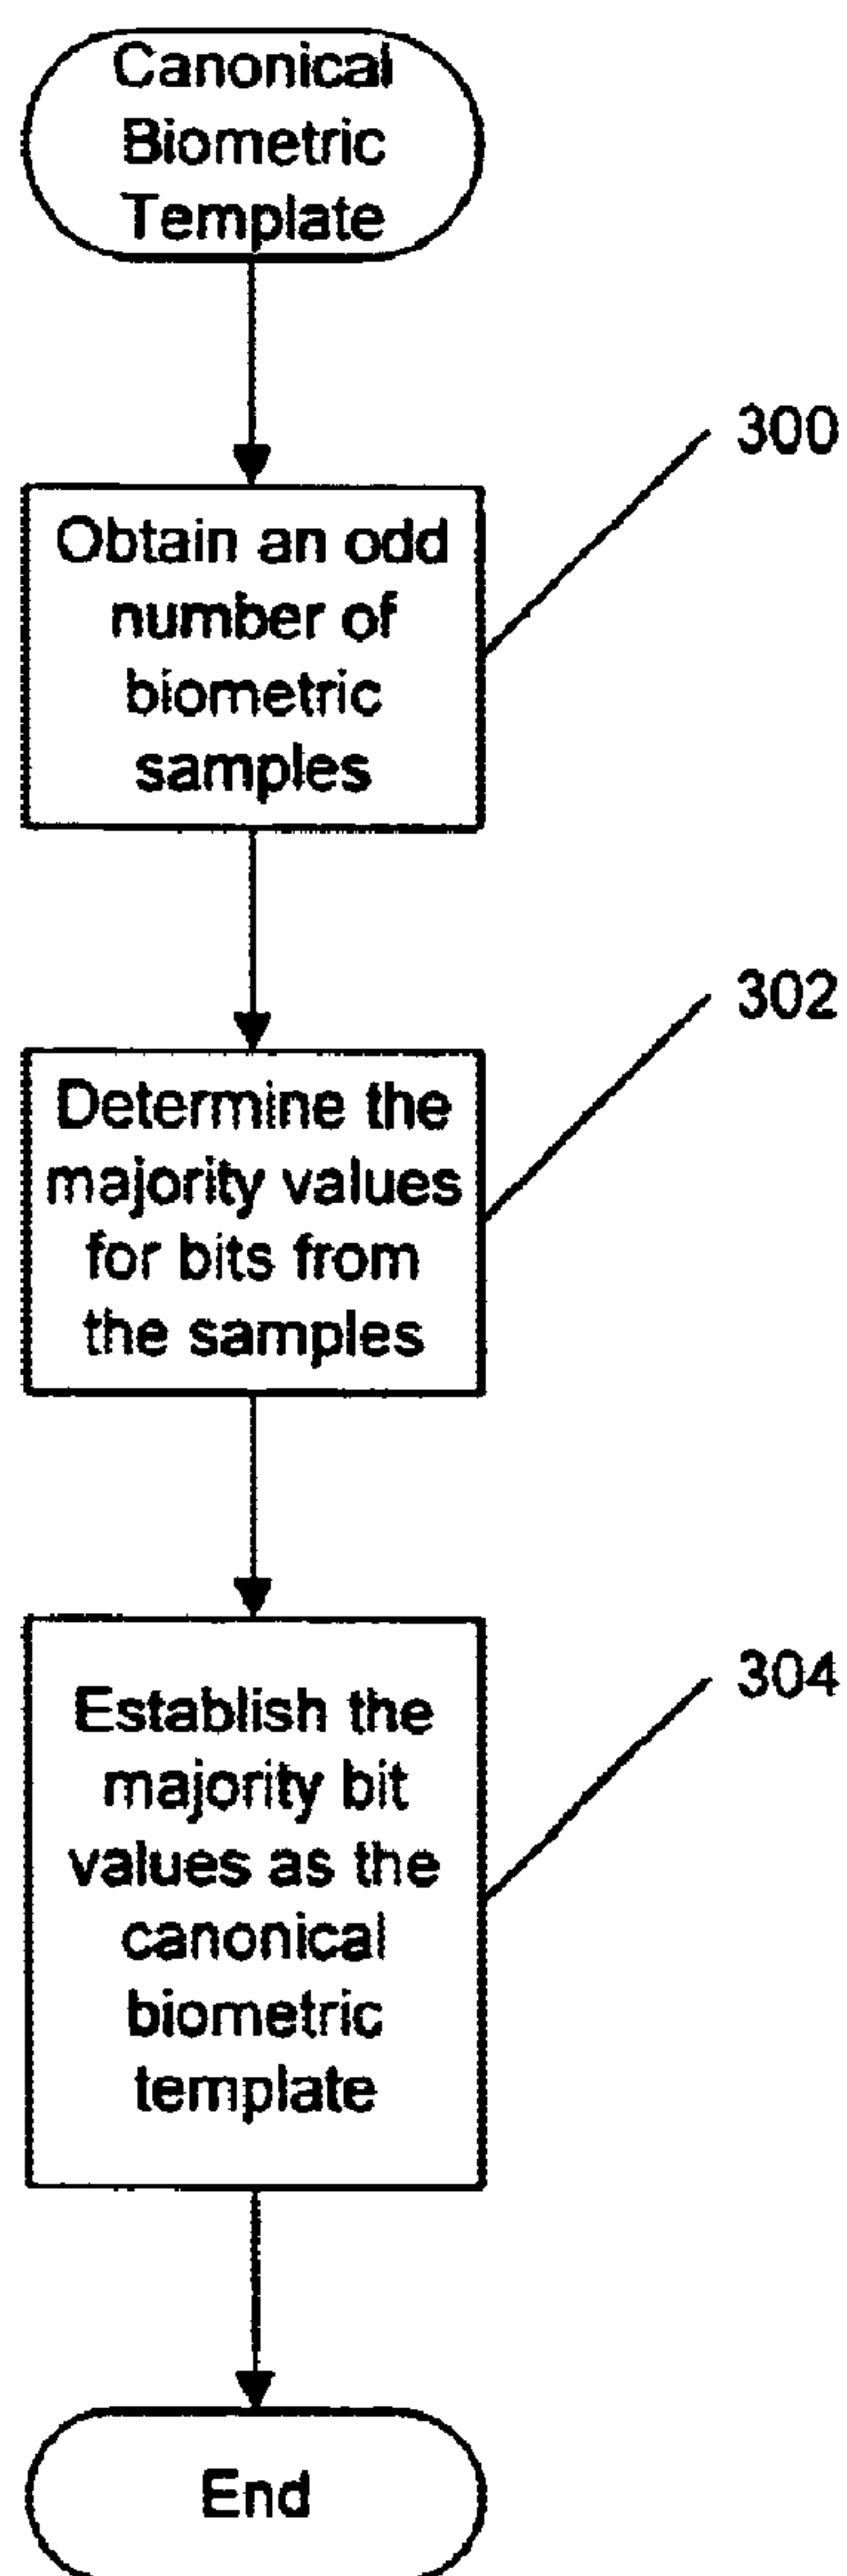 Canonical
Biometric
Template
300
Obtain an odd
number of
biometric
samples
302
Determine the
majority values
for bits from
the samples
304
Establish the
majority bit
values as the
canonical
biometric
template
End